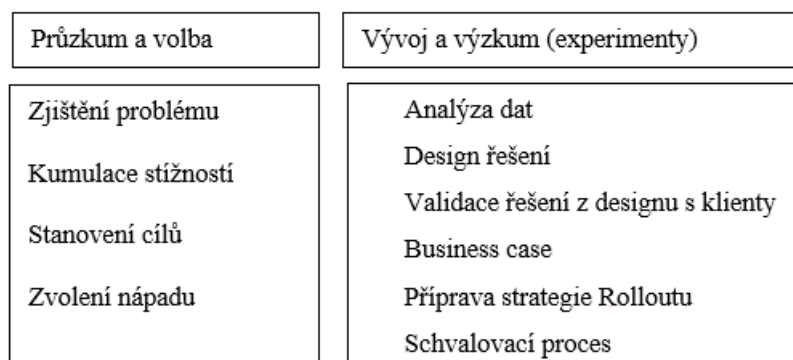 Průzkum a volba
Vývoj a výzkum (experimenty)
Zjištění problému
Kumulace stížností
Stanovení cílů
Zvolení nápadu
Analýza dat
Design řešení
Validace řešení z designu s klienty
Business case
Příprava strategie Rolloutu
Schvalovací proces